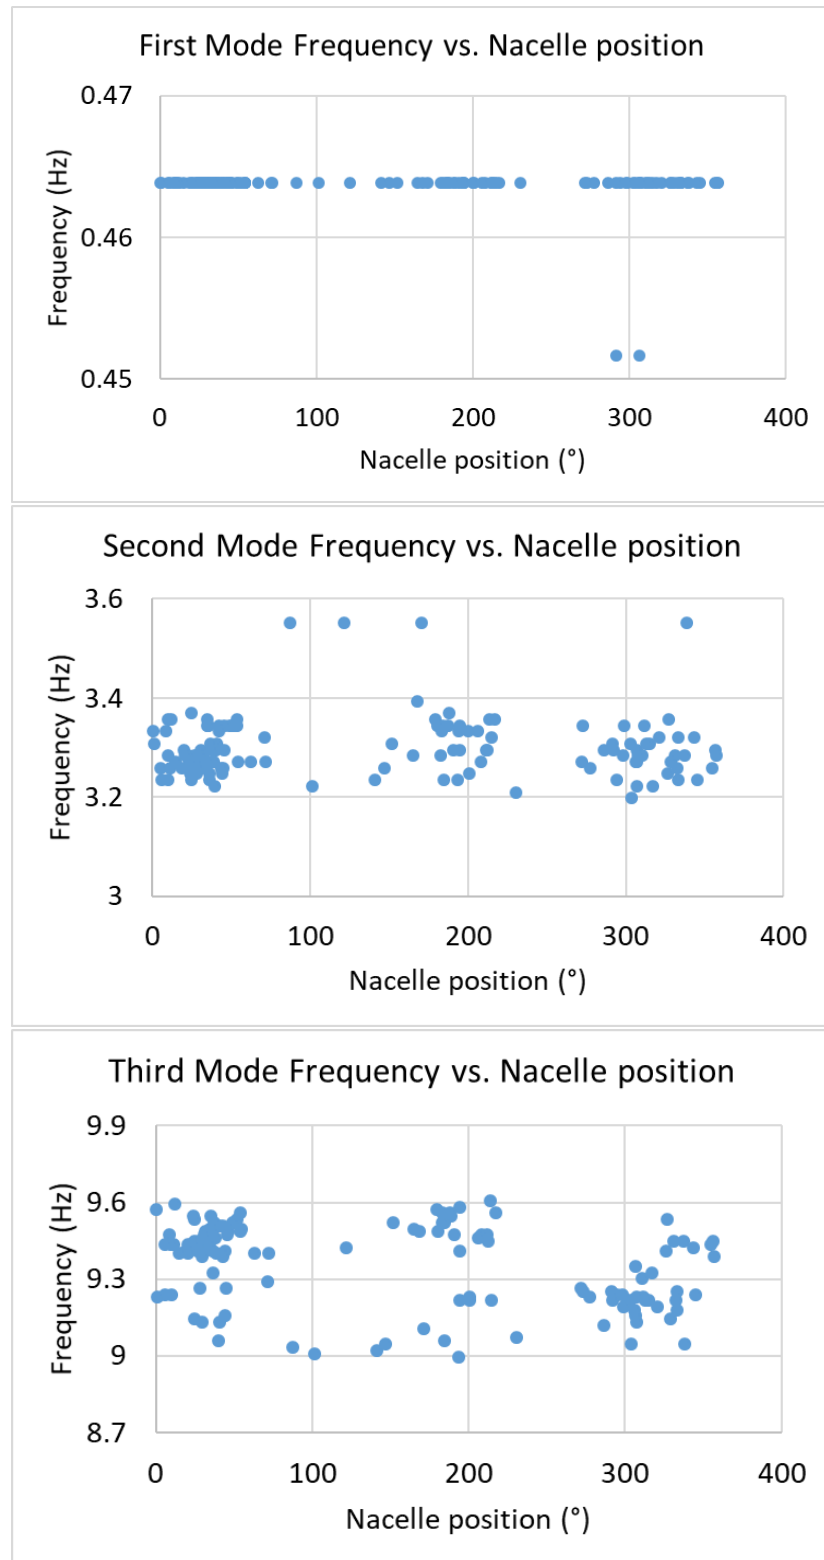 First Mode Frequency vs. Nacelle position
0.47
0.46
0.45
Frequency (Hz)
0 100 200 300 400
Nacelle position (°)
Second Mode Frequency vs. Nacelle position
3.6
3.4
3.2
3
Frequency (Hz)
0 100 200 300 400
Nacelle position (°)
Third Mode Frequency vs. Nacelle position
9.9
9.6
9.3
9
8.7
Frequency (Hz)
0 100 200 300 400
Nacelle position (°)